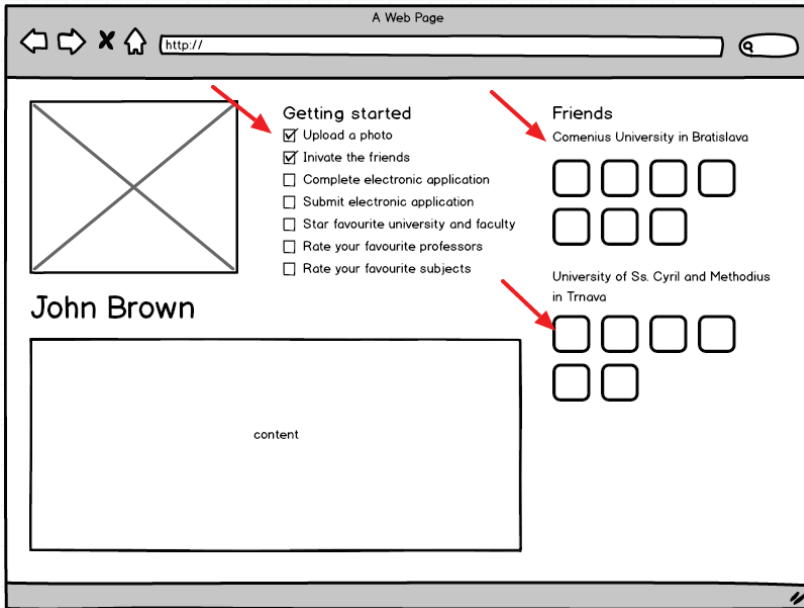 A Web Page
http://
Getting started
Upload a photo
Inivate the friends
Complete electronic application
Submit electronic application
Star favourite university and faculty
Rate your favourite professors
Rate your favourite subjects
John Brown
content
Friends
Comenius University in Bratislava
University of Ss. Cyril and Methodius
in Trnava